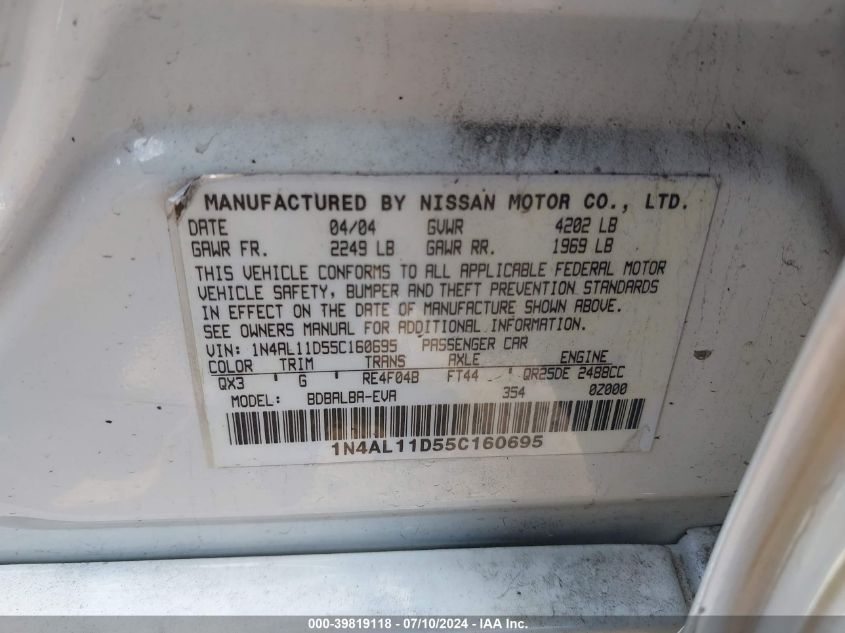 MANUFACTURED BY NISSAN MOTOR CO., LTD.
DATE 04/04 GVWR 4202 LB
GAWR FR. 2249 LB GAWR RR. 1969 LB
THIS VEHICLE CONFORMS TO ALL APPLICABLE FEDERAL MOTOR
VEHICLE SAFETY, BUMPER AND THEFT PREVENTION STANDARDS
IN EFFECT ON THE DATE OF MANUFACTURE SHOWN ABOVE.
SEE OWNERS MANUAL FOR ADDITIONAL INFORMATION.
VIN: 1N4AL11D55C160695 PASSENGER CAR
COLOR TRIM TRANS AXLE ENGINE
QX3 G RE4F04B FT44 QR25DE 2488CC
MODEL: BDBALBA-EVA 354 0Z000
1N4AL11D55C160695
000-39819118 - 07/10/2024 - IAA Inc.